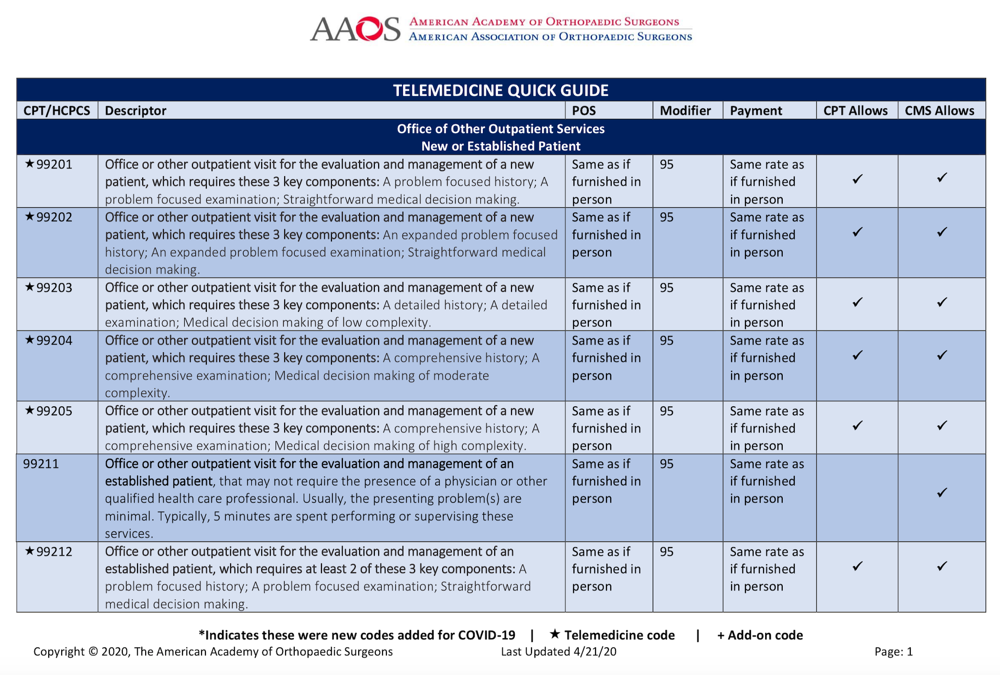 AAOS AMERICAN ACADEMY OF ORTHOPAEDIC SURGEONS
AMERICAN ASSOCIATION OF ORTHOPAEDIC SURGEONS
TELEMEDICINE QUICK GUIDE
CPT/HCPCS Descriptor POS Modifier Payment CPT Allows CMS Allows
Office of Other Outpatient Services
New or Established Patient
★99201 Office or other outpatient visit for the evaluation and management of a new Same as if 95 Same rate as
patient, which requires these 3 key components: A problem focused history; A furnished in if furnished ✓ ✓
problem focused examination; Straightforward medical decision making. person in person
★99202 Office or other outpatient visit for the evaluation and management of a new Same as if 95 Same rate as
patient, which requires these 3 key components: An expanded problem focused furnished in if furnished ✓ ✓
history; An expanded problem focused examination; Straightforward medical person in person
decision making.
★99203 Office or other outpatient visit for the evaluation and management of a new Same as if 95 Same rate as
patient, which requires these 3 key components: A detailed history; A detailed furnished in if furnished ✓ ✓
examination; Medical decision making of low complexity. person in person
★99204 Office or other outpatient visit for the evaluation and management of a new Same as if 95 Same rate as
patient, which requires these 3 key components: A comprehensive history; A furnished in if furnished ✓ ✓
comprehensive examination; Medical decision making of moderate person in person
complexity.
★99205 Office or other outpatient visit for the evaluation and management of a new Same as if 95 Same rate as
patient, which requires these 3 key components: A comprehensive history; A furnished in if furnished ✓ ✓
comprehensive examination; Medical decision making of high complexity. person in person
99211 Office or other outpatient visit for the evaluation and management of an Same as if 95 Same rate as
established patient, that may not require the presence of a physician or other furnished in if furnished
qualified health care professional. Usually, the presenting problem(s) are person in person ✓
minimal. Typically, 5 minutes are spent performing or supervising these
services.
★99212 Office or other outpatient visit for the evaluation and management of an Same as if 95 Same rate as
established patient, which requires at least 2 of these 3 key components: A furnished in if furnished ✓ ✓
problem focused history; A problem focused examination; Straightforward person in person
medical decision making.
*Indicates these were new codes added for COVID-19 | ★ Telemedicine code | + Add-on code
Copyright © 2020, The American Academy of Orthopaedic Surgeons Last Updated 4/21/20 Page: 1